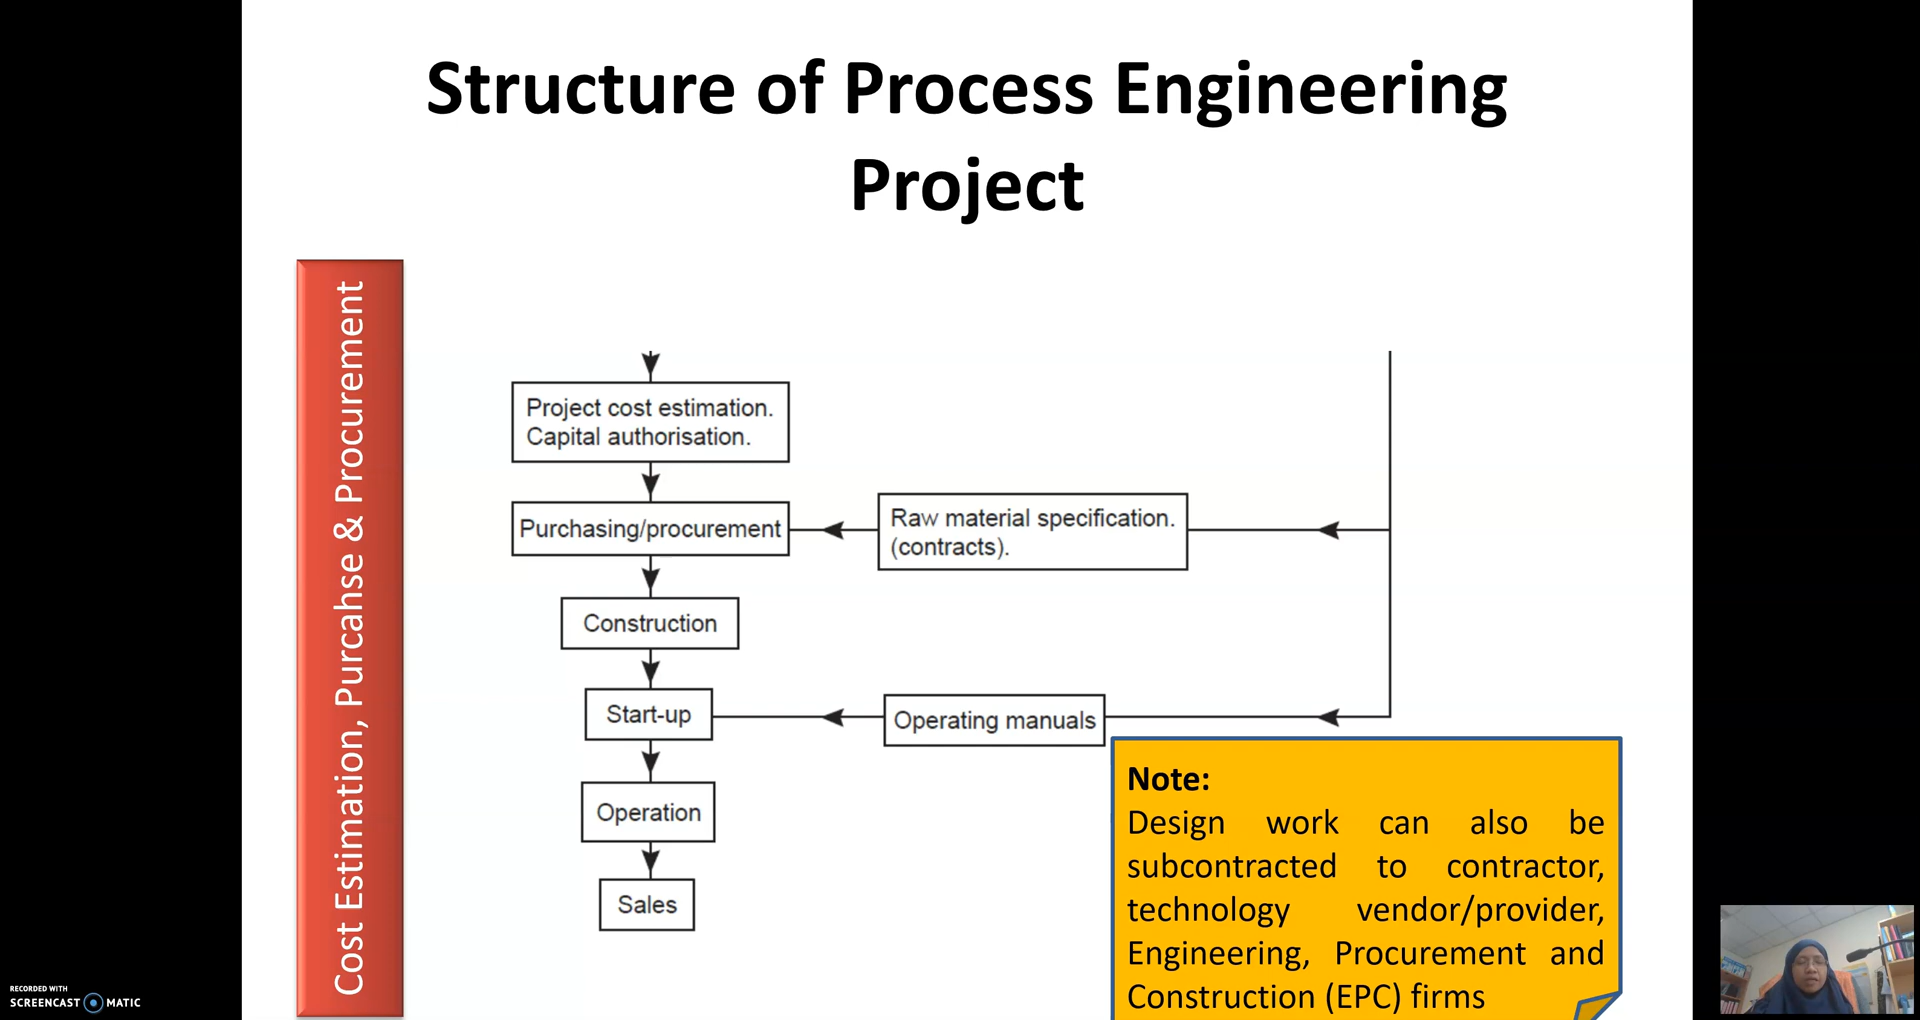 Structure of Process Engineering
Project
Cost Estimation, Purcahse & Procurement
Project cost estimation.
Capital authorisation.
Purchasing/procurement
Raw material specification.
(contracts).
Construction
Start-up
Operating manuals
Operation
Sales
Note:
Design work can also be
subcontracted to contractor,
technology vendor/provider,
Engineering, Procurement and
Construction (EPC) firms
RECORDED WITH
SCREENCAST MATIC